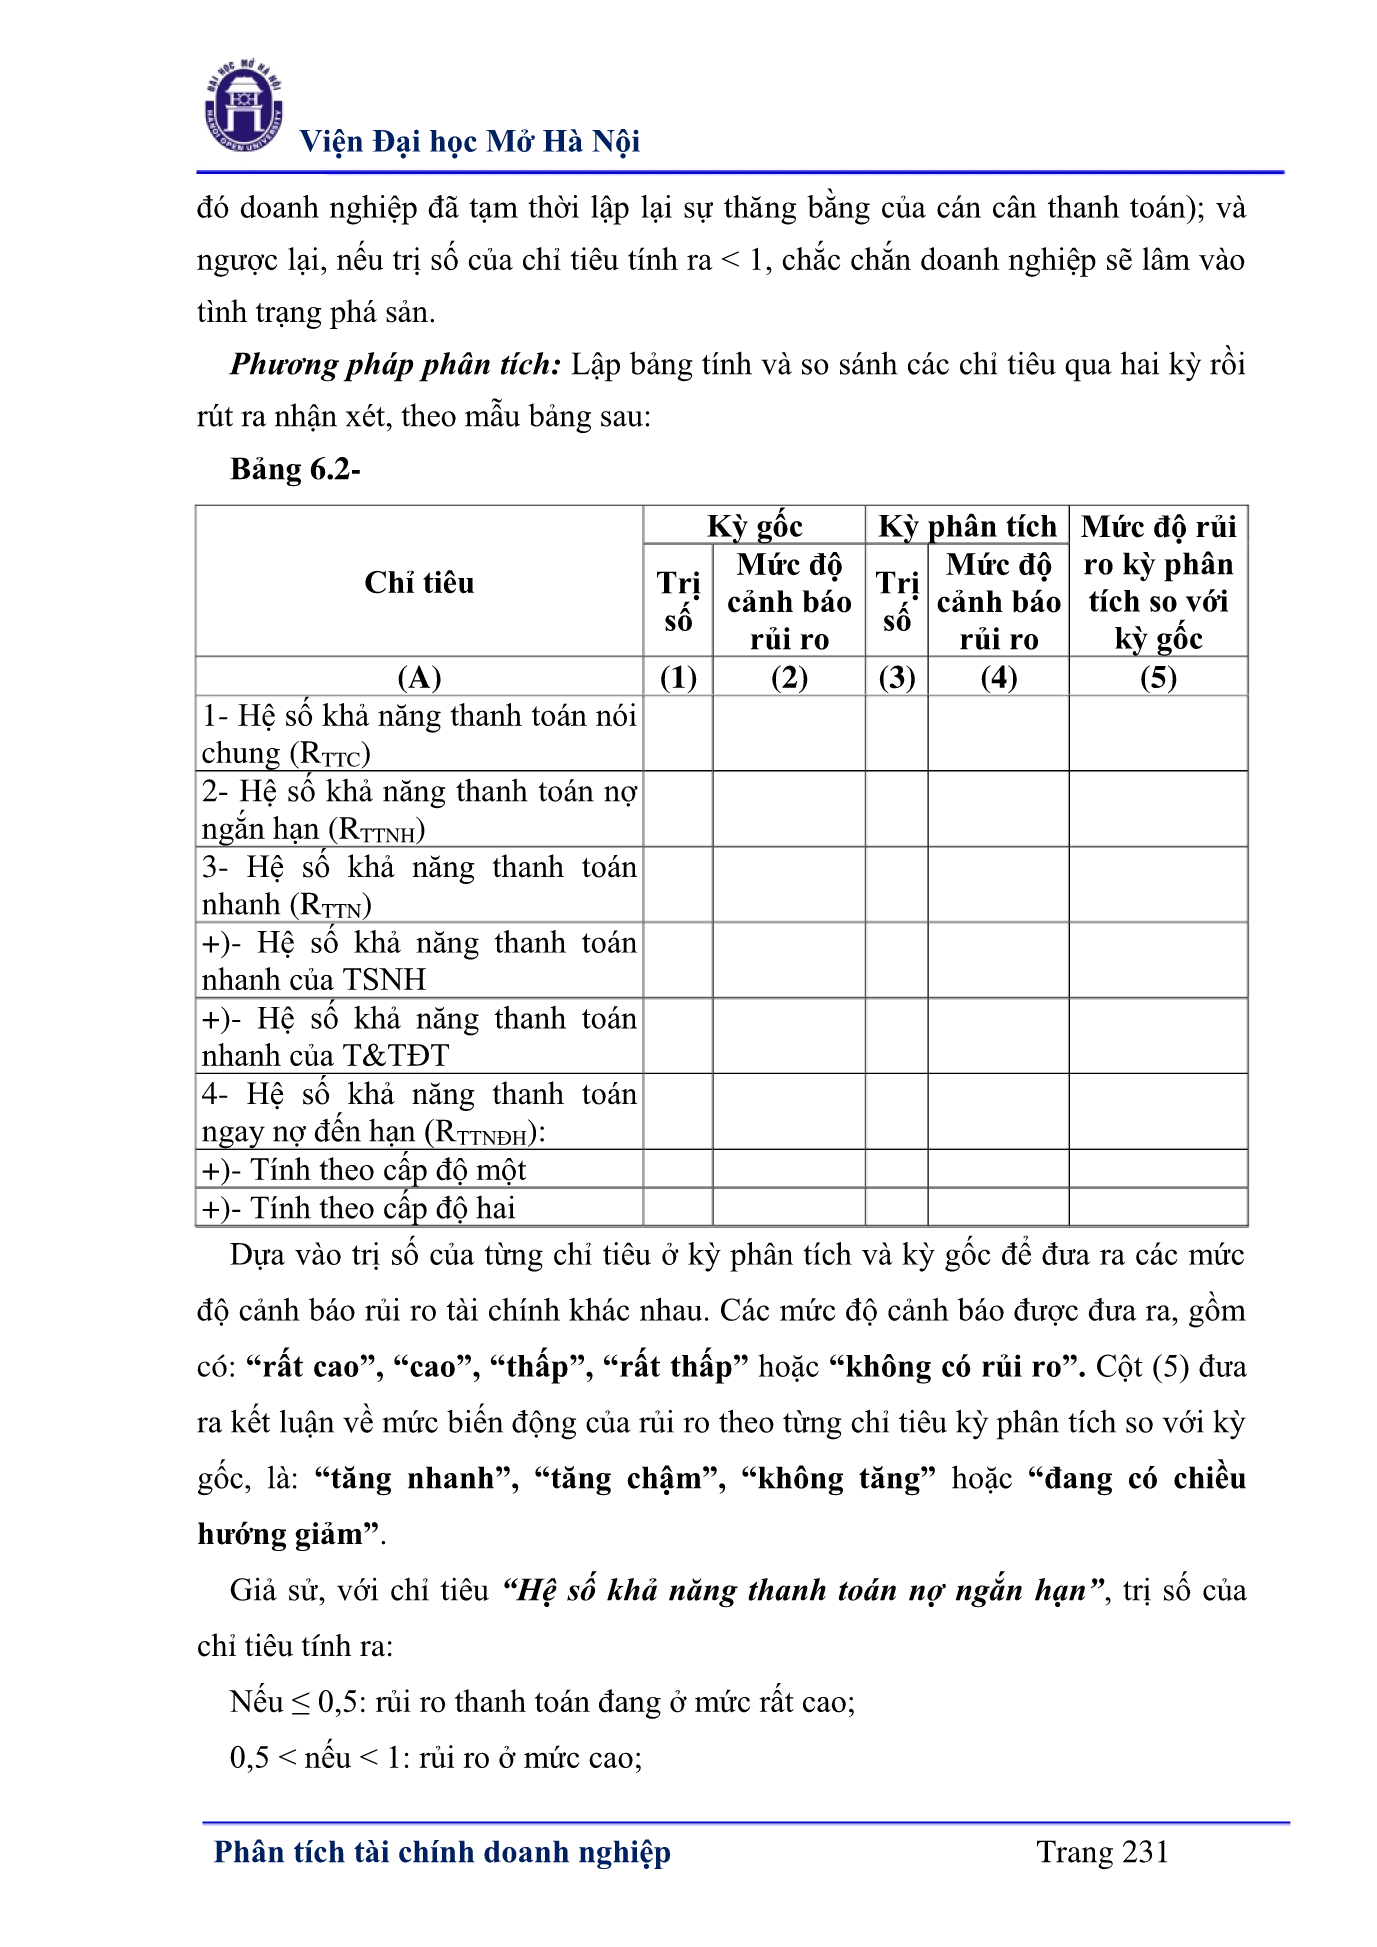 ĐẠI HỌC MỞ HÀ NỘI
HANOI OPEN UNIVERSITY
Viện Đại học Mở Hà Nội
đó doanh nghiệp đã tạm thời lập lại sự thăng bằng của cán cân thanh toán); và
ngược lại, nếu trị số của chỉ tiêu tính ra < 1, chắc chắn doanh nghiệp sẽ lâm vào
tình trạng phá sản.
Phương pháp phân tích: Lập bảng tính và so sánh các chỉ tiêu qua hai kỳ rồi
rút ra nhận xét, theo mẫu bảng sau:
Bảng 6.2-
Chỉ tiêu
Kỳ gốc
Kỳ phân tích
Mức độ rủi
ro kỳ phân
tích so với
kỳ gốc
Trị
số
Mức độ
cảnh báo
rủi ro
Trị
số
Mức độ
cảnh báo
rủi ro
(A) (1) (2) (3) (4) (5)
1- Hệ số khả năng thanh toán nói
chung (RTTC)
2- Hệ số khả năng thanh toán nợ
ngắn hạn (RTTNH)
3- Hệ số khả năng thanh toán
nhanh (RTTN)
+)- Hệ số khả năng thanh toán
nhanh của TSNH
+)- Hệ số khả năng thanh toán
nhanh của T&TĐT
4- Hệ số khả năng thanh toán
ngay nợ đến hạn (RTTNĐH):
+)- Tính theo cấp độ một
+)- Tính theo cấp độ hai
Dựa vào trị số của từng chỉ tiêu ở kỳ phân tích và kỳ gốc để đưa ra các mức
độ cảnh báo rủi ro tài chính khác nhau. Các mức độ cảnh báo được đưa ra, gồm
có: “rất cao”, “cao”, “thấp”, “rất thấp” hoặc “không có rủi ro”. Cột (5) đưa
ra kết luận về mức biến động của rủi ro theo từng chỉ tiêu kỳ phân tích so với kỳ
gốc, là: “tăng nhanh”, “tăng chậm”, “không tăng” hoặc “đang có chiều
hướng giảm”.
Giả sử, với chỉ tiêu “Hệ số khả năng thanh toán nợ ngắn hạn”, trị số của
chỉ tiêu tính ra:
Nếu ≤ 0,5: rủi ro thanh toán đang ở mức rất cao;
0,5 < nếu < 1: rủi ro ở mức cao;
Phân tích tài chính doanh nghiệp Trang 231